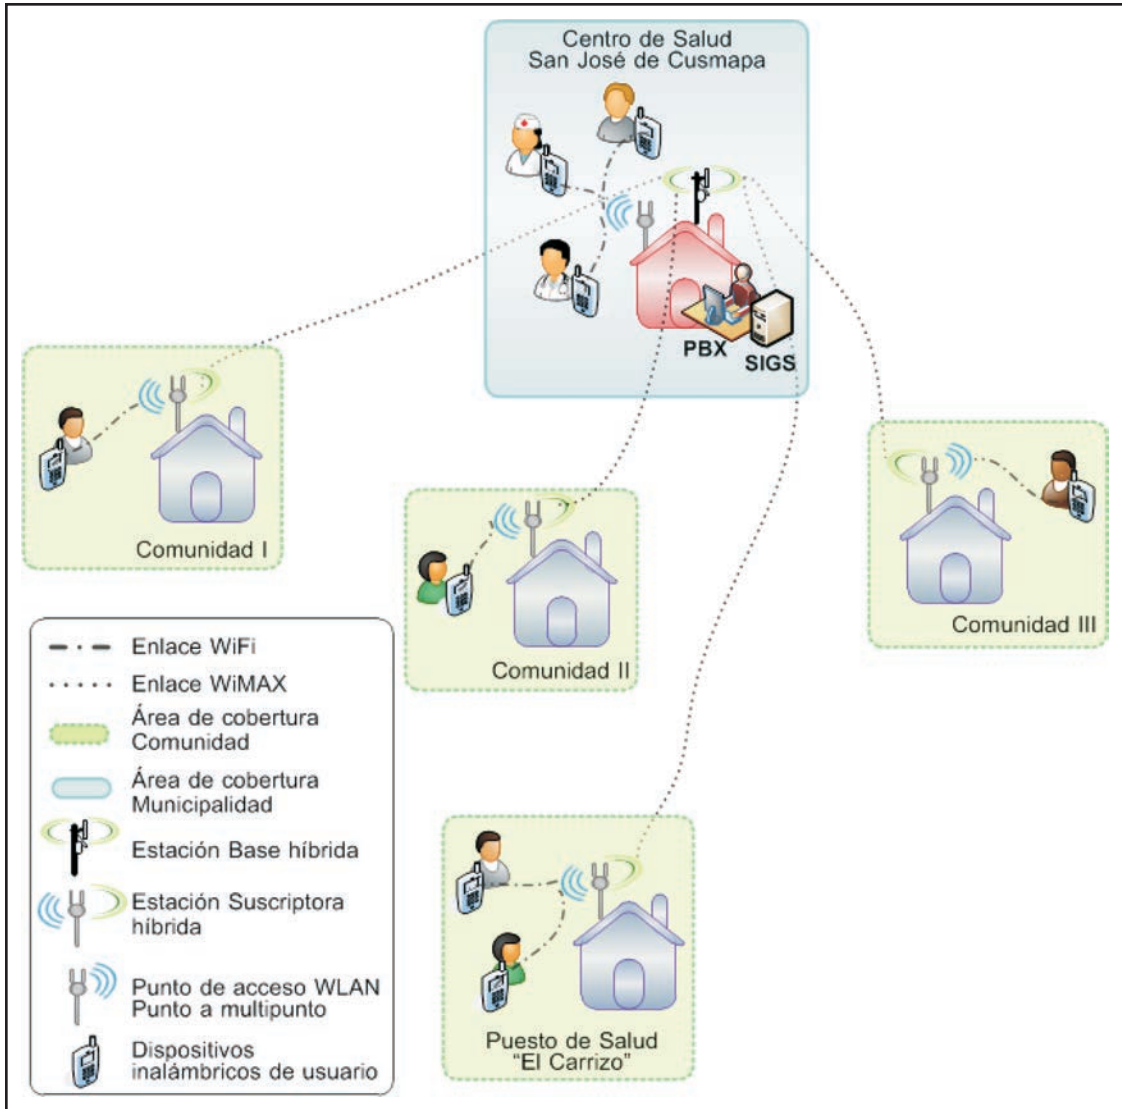 Centro de Salud
San José de Cusmapa
PBX
SIGS
Comunidad I
Comunidad II
Comunidad III
Puesto de Salud
“El Carrizo”
Enlace WiFi
Enlace WiMAX
Área de cobertura
Comunidad
Área de cobertura
Municipalidad
Estación Base híbrida
Estación Suscriptora
híbrida
Punto de acceso WLAN
Punto a multipunto
Dispositivos
inalámbricos de usuario